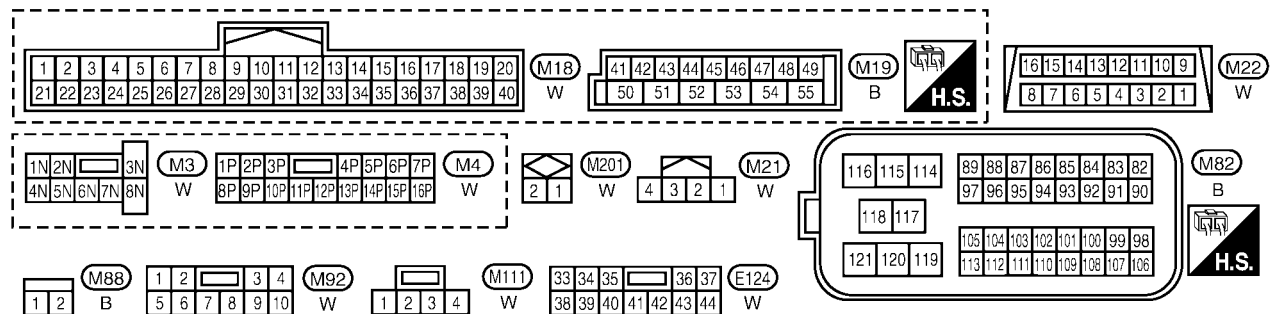 1 2 3 4 5 6 7 8 9 10 11 12 13 14 15 16 17 18 19 20
21 22 23 24 25 26 27 28 29 30 31 32 33 34 35 36 37 38 39 40
M18
W
41 42 43 44 45 46 47 48 49
50 51 52 53 54 55
M19
B
H.S.
16 15 14 13 12 11 10 9
8 7 6 5 4 3 2 1
M22
W
1N 2N 3N
4N 5N 6N 7N 8N
M3
W
1P 2P 3P 4P 5P 6P 7P
8P 9P 10P 11P 12P 13P 14P 15P 16P
M4
W
2 1
M201
W
4 3 2 1
M21
W
116 115 114
118 117
121 120 119
89 88 87 86 85 84 83 82
97 96 95 94 93 92 91 90
105 104 103 102 101 100 99 98
113 112 111 110 109 108 107 106
M82
B
H.S.
1 2
M88
B
1 2 3 4
5 6 7 8 9 10
M92
W
1 2 3 4
M111
W
33 34 35 36 37
38 39 40 41 42 43 44
E124
W